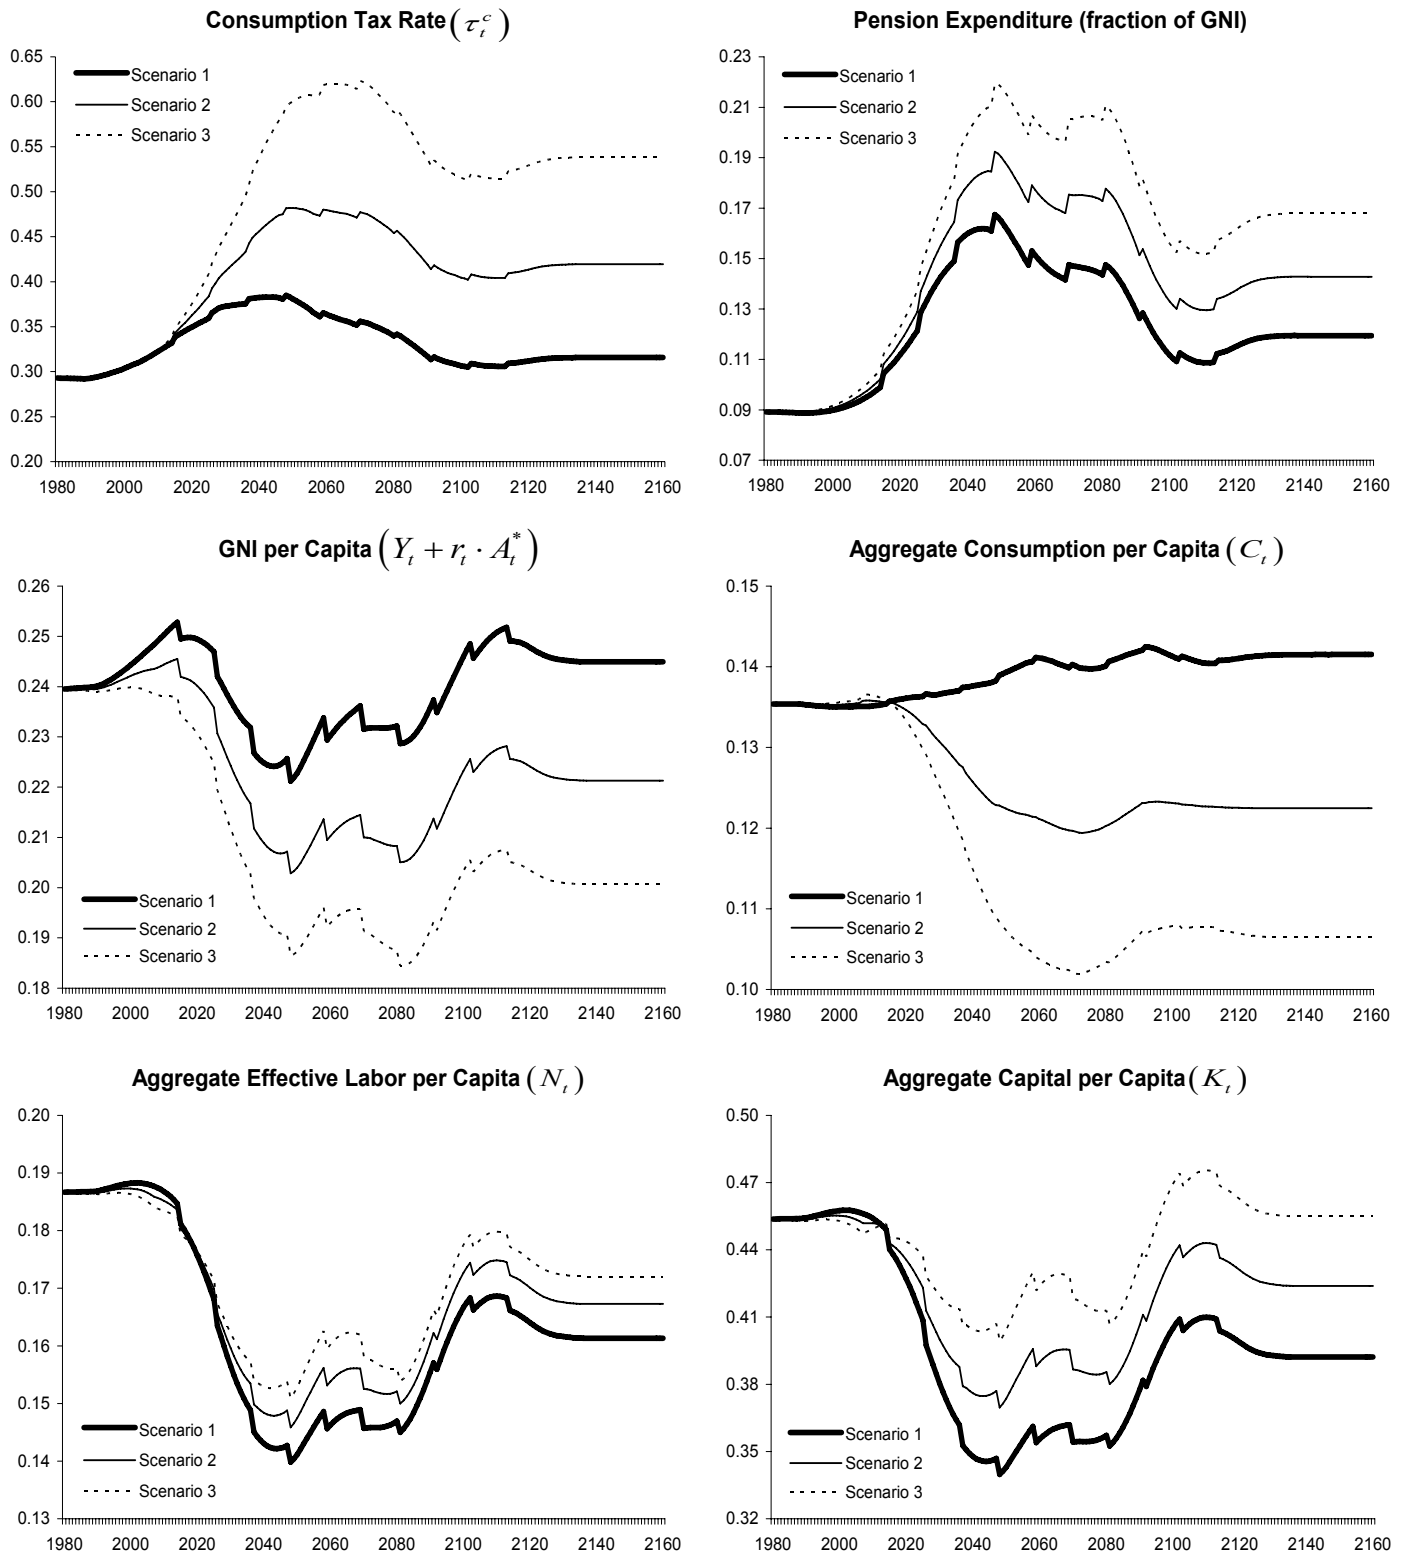 Consumption Tax Rate (τ_t^c)
0.65
0.60
0.55
0.50
0.45
0.40
0.35
0.30
0.25
0.20
Scenario 1
Scenario 2
Scenario 3
1980 2000 2020 2040 2060 2080 2100 2120 2140 2160
Pension Expenditure (fraction of GNI)
0.23
0.21
0.19
0.17
0.15
0.13
0.11
0.09
0.07
Scenario 1
Scenario 2
Scenario 3
1980 2000 2020 2040 2060 2080 2100 2120 2140 2160
GNI per Capita (Y_t + r_t · A_t^*)
0.26
0.25
0.24
0.23
0.22
0.21
0.20
0.19
0.18
Scenario 1
Scenario 2
Scenario 3
1980 2000 2020 2040 2060 2080 2100 2120 2140 2160
Aggregate Consumption per Capita (C_t)
0.15
0.14
0.13
0.12
0.11
0.10
Scenario 1
Scenario 2
Scenario 3
1980 2000 2020 2040 2060 2080 2100 2120 2140 2160
Aggregate Effective Labor per Capita (N_t)
0.20
0.19
0.18
0.17
0.16
0.15
0.14
0.13
Scenario 1
Scenario 2
Scenario 3
1980 2000 2020 2040 2060 2080 2100 2120 2140 2160
Aggregate Capital per Capita (K_t)
0.50
0.47
0.44
0.41
0.38
0.35
0.32
Scenario 1
Scenario 2
Scenario 3
1980 2000 2020 2040 2060 2080 2100 2120 2140 2160